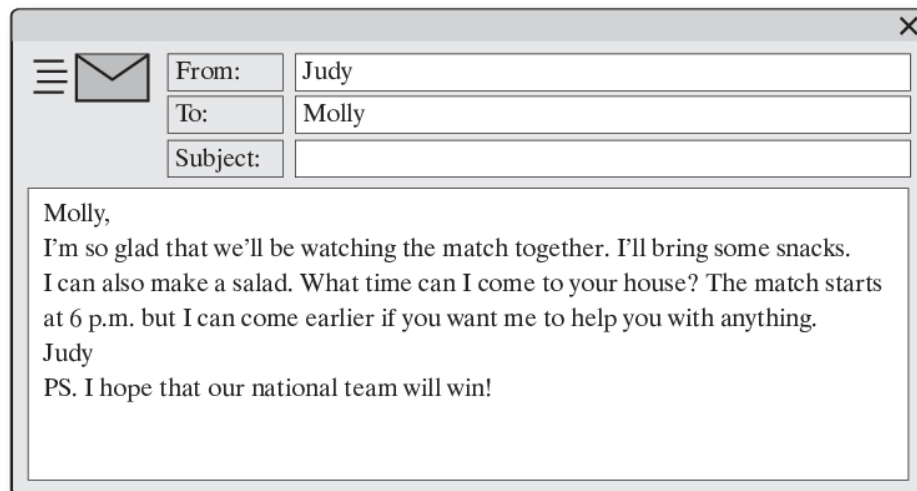 From: Judy
To: Molly
Subject:
Molly,
I'm so glad that we'll be watching the match together. I'll bring some snacks.
I can also make a salad. What time can I come to your house? The match starts
at 6 p.m. but I can come earlier if you want me to help you with anything.
Judy
PS. I hope that our national team will win!